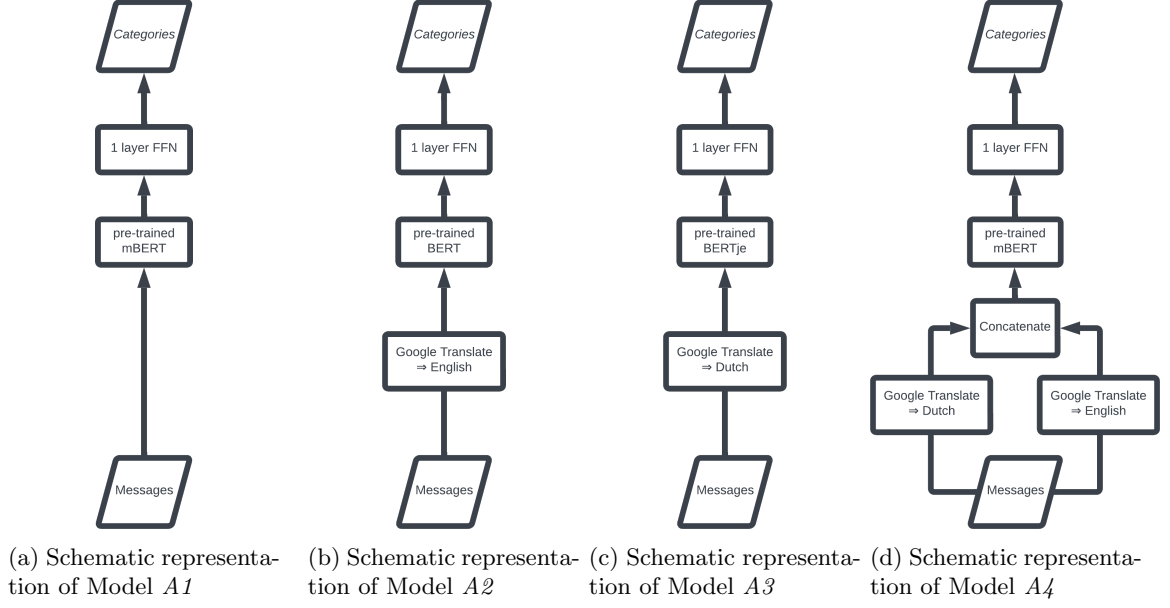 Categories
1 layer FFN
pre-trained
mBERT
Messages
(a) Schematic representa-
tion of Model A1
Categories
1 layer FFN
pre-trained
BERT
Google Translate
⇒ English
Messages
(b) Schematic representa-
tion of Model A2
Categories
1 layer FFN
pre-trained
BERTje
Google Translate
⇒ Dutch
Messages
(c) Schematic representa-
tion of Model A3
Categories
1 layer FFN
pre-trained
mBERT
Concatenate
Google Translate
⇒ Dutch
Google Translate
⇒ English
Messages
(d) Schematic representa-
tion of Model A4